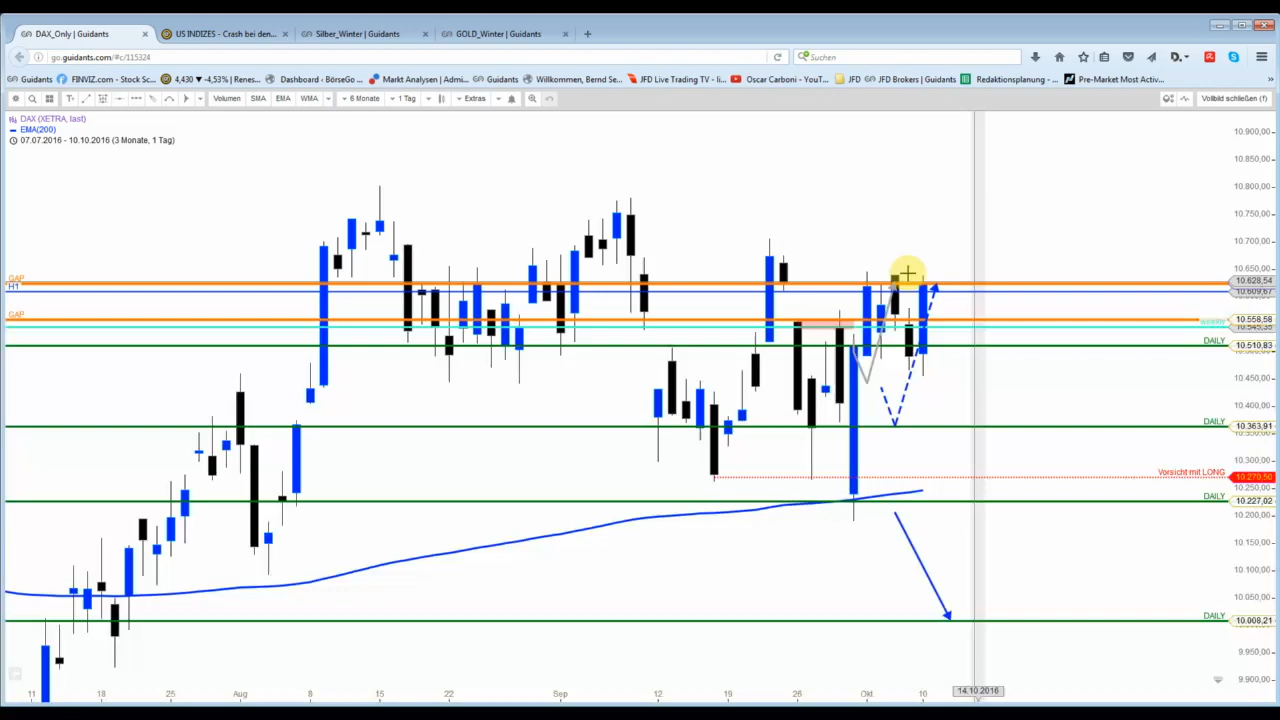 DAX_Only | Guidants
US INDIZES - Crash bei den...
Silber_Winter | Guidants
GOLD_Winter | Guidants
go.guidants.com/#c/115324
Suchen
Guidants
FINVIZ.com - Stock Sc...
4,430 ▼ -4,53% | Renes...
Dashboard - BörseGo ...
Markt Analysen | Admi...
Guidants
Willkommen, Bernd Se...
JFD Live Trading TV - li...
Oscar Carboni - YouT...
JFD
JFD Brokers | Guidants
Redaktionsplanung - ...
Pre-Market Most Activ...
Volumen
SMA
EMA
WMA
6 Monate
1 Tag
Extras
Vollbild schließen (f)
DAX (XETRA, last)
EMA(200)
07.07.2016 - 10.10.2016 (3 Monate, 1 Tag)
10.900,00
10.850,00
10.800,00
10.750,00
10.700,00
10.650,00
GAP
10.628,54
H1
10.609,67
GAP
10.558,58
10.545,35
DAILY
10.510,83
10.450,00
10.400,00
DAILY
10.363,91
10.300,00
Vorsicht mit LONG
10.270,50
10.250,00
DAILY
10.227,02
10.200,00
10.150,00
10.100,00
10.050,00
DAILY
10.008,21
9.950,00
9.900,00
11
18
25
Aug
8
15
22
Sep
12
19
26
Okt
10
14.10.2016